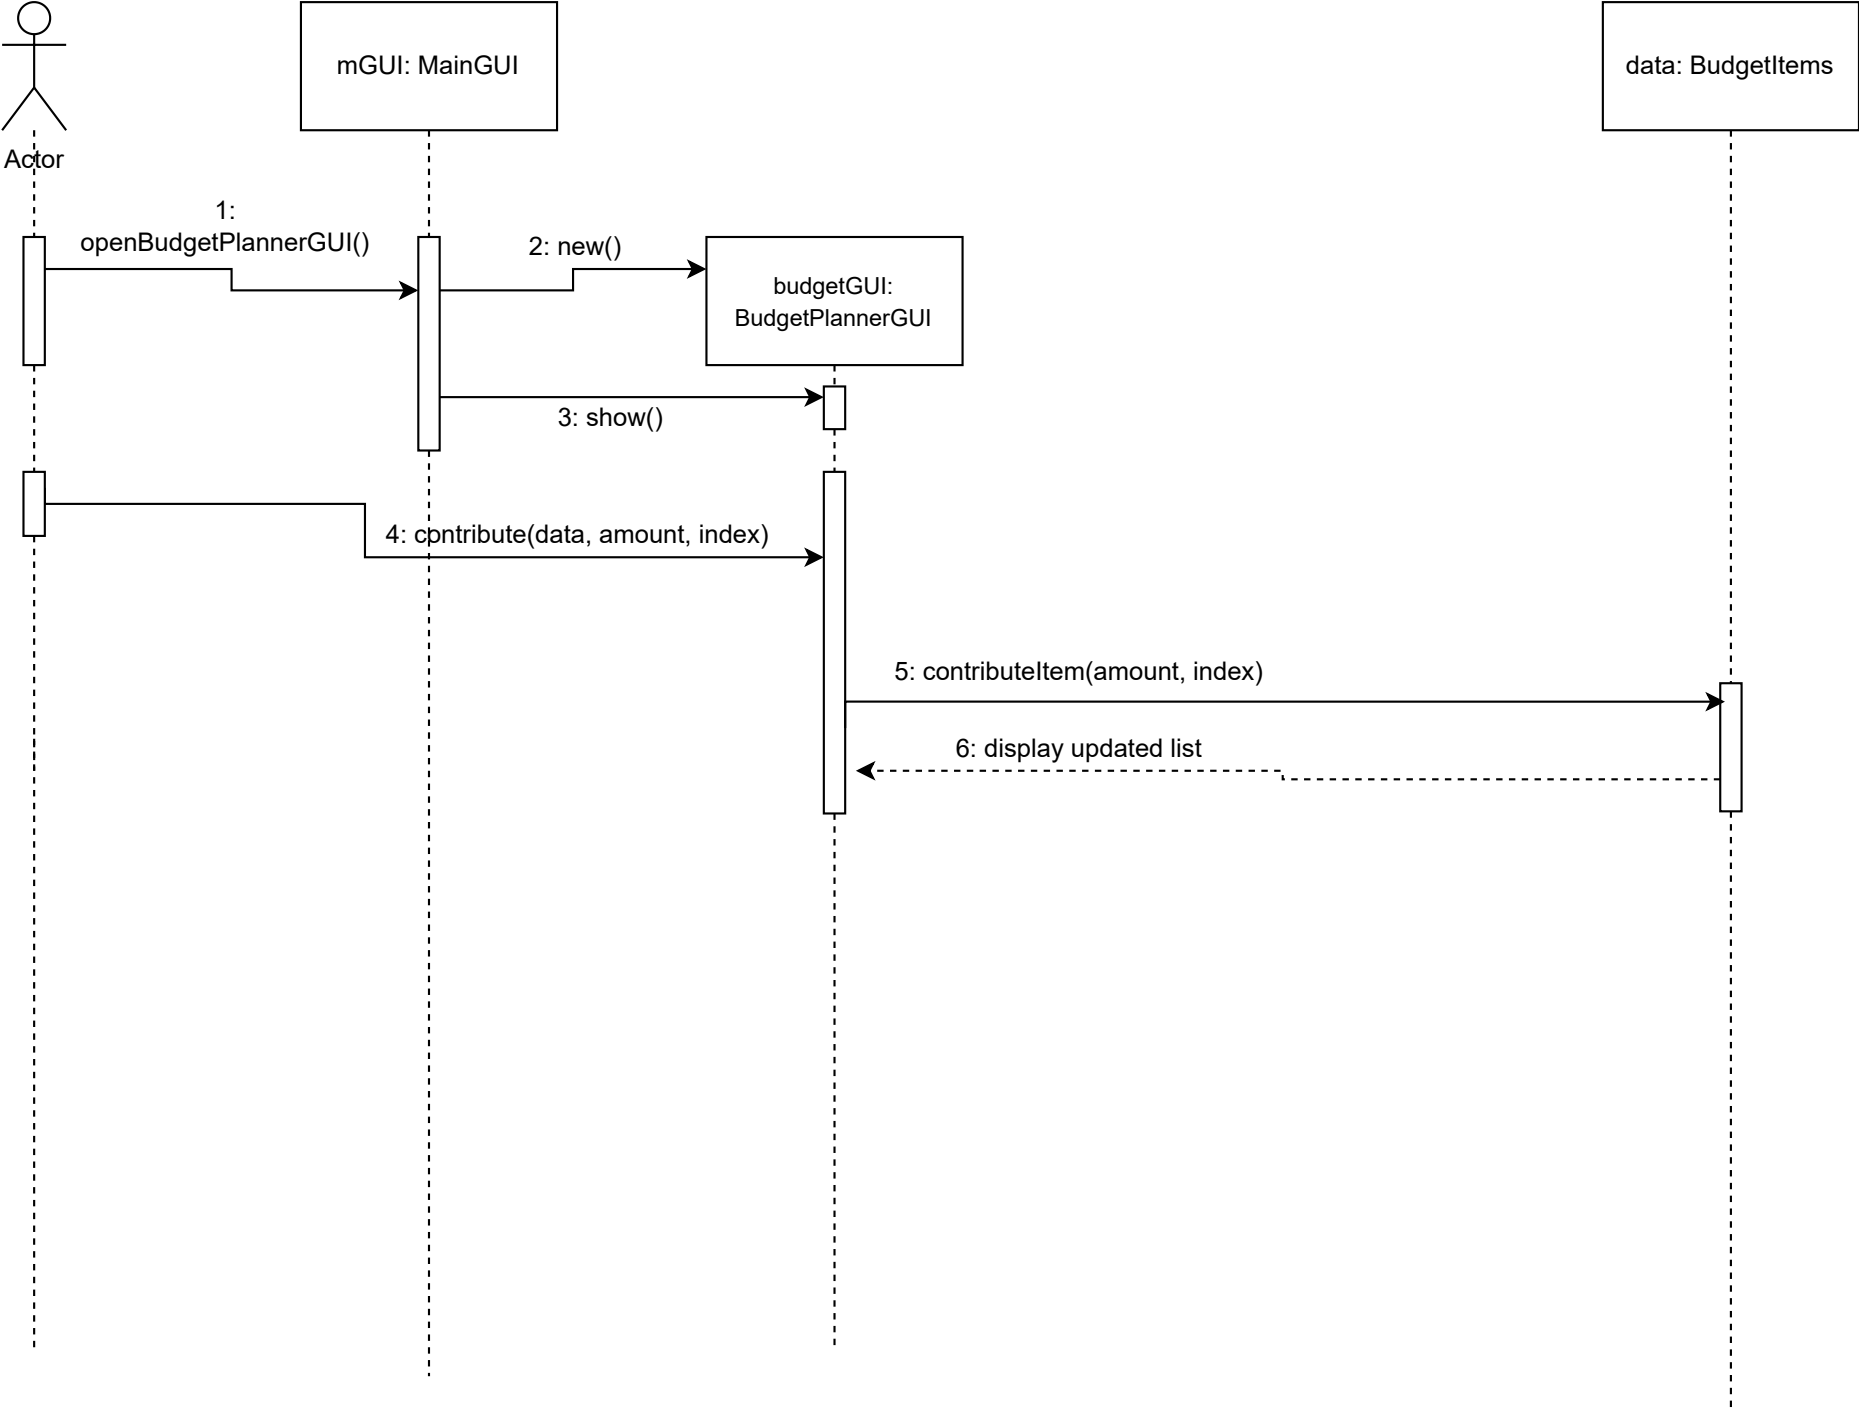 mGUI: MainGUI
data: BudgetItems
Actor
1:
openBudgetPlannerGUI()
2: new()
budgetGUI:
BudgetPlannerGUI
3: show()
4: contribute(data, amount, index)
5: contributeItem(amount, index)
6: display updated list